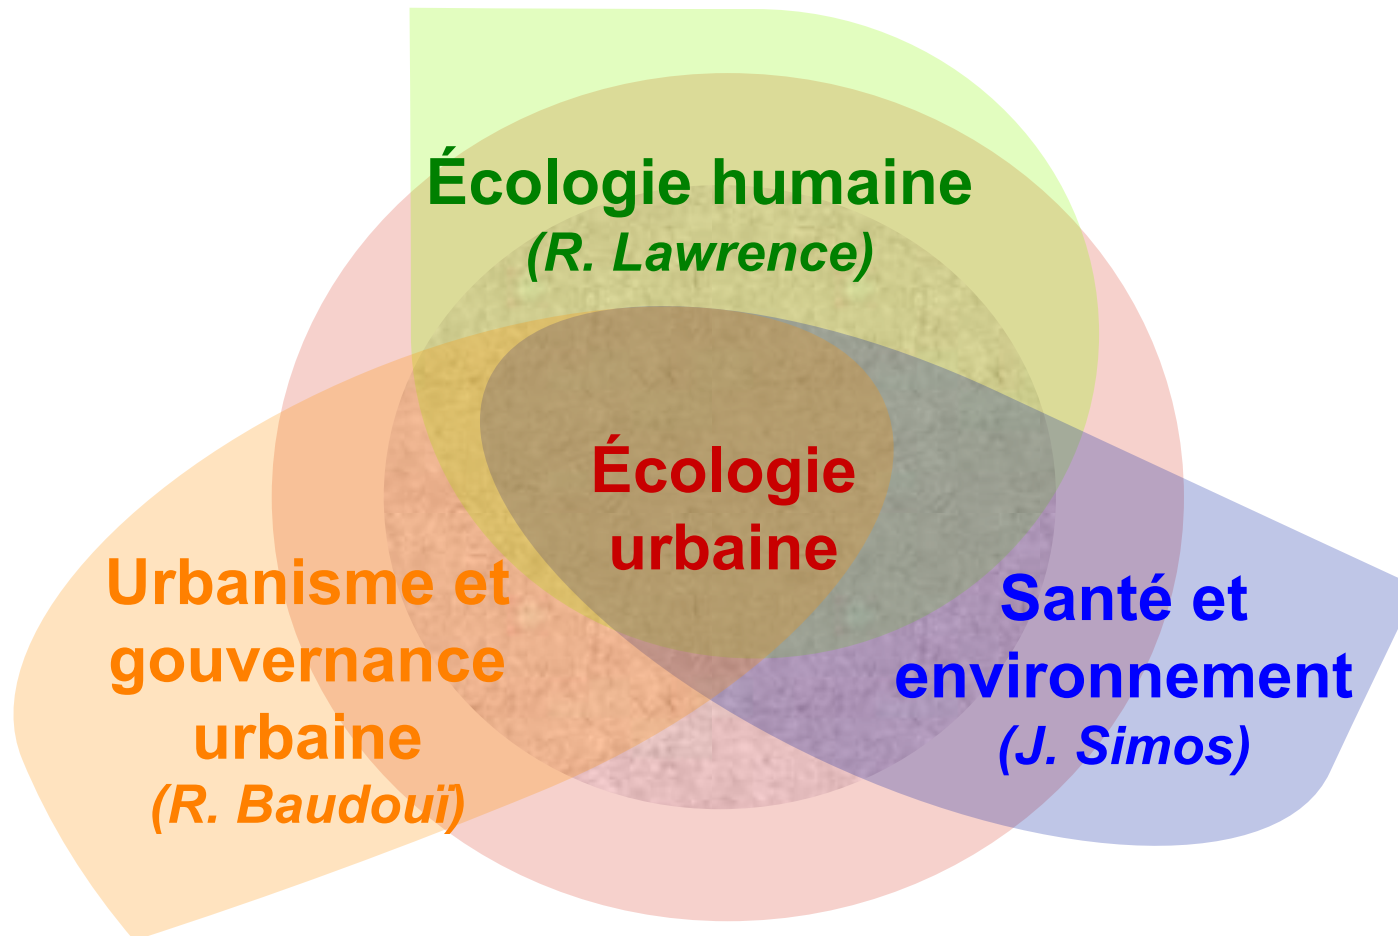 Écologie humaine
(R. Lawrence)
Écologie
urbaine
Urbanisme et
gouvernance
urbaine
(R. Baudouï)
Santé et
environnement
(J. Simos)